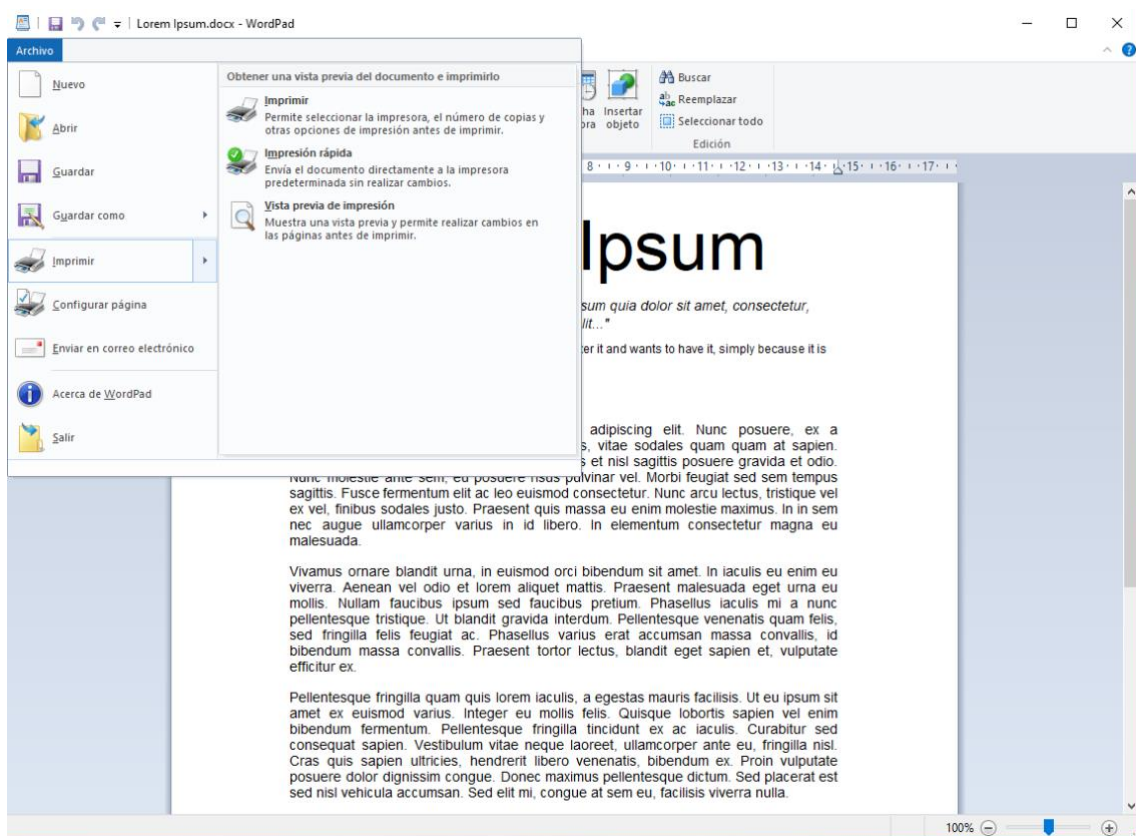 Lorem Ipsum.docx - WordPad
Archivo
Nuevo
Abrir
Guardar
Guardar como
Imprimir
Configurar página
Enviar en correo electrónico
Acerca de WordPad
Salir
Obtener una vista previa del documento e imprimirlo
Imprimir
Permite seleccionar la impresora, el número de copias y
otras opciones de impresión antes de imprimir.
Impresión rápida
Envía el documento directamente a la impresora
predeterminada sin realizar cambios.
Vista previa de impresión
Muestra una vista previa y permite realizar cambios en
las páginas antes de imprimir.
Insertar
objeto
Buscar
Reemplazar
Seleccionar todo
Edición
8 9 10 11 12 13 14 15 16 17
Ipsum
sum quia dolor sit amet, consectetur,
lit..."
er it and wants to have it, simply because it is
adipiscing elit. Nunc posuere, ex a
s, vitae sodales quam quam at sapien.
s et nisl sagittis posuere gravida et odio.
Nunc molestie ante sem, eu posuere risus pulvinar vel. Morbi feugiat sed sem tempus
sagittis. Fusce fermentum elit ac leo euismod consectetur. Nunc arcu lectus, tristique vel
ex vel, finibus sodales justo. Praesent quis massa eu enim molestie maximus. In in sem
nec augue ullamcorper varius in id libero. In elementum consectetur magna eu
malesuada.
Vivamus ornare blandit urna, in euismod orci bibendum sit amet. In iaculis eu enim eu
viverra. Aenean vel odio et lorem aliquet mattis. Praesent malesuada eget urna eu
mollis. Nullam faucibus ipsum sed faucibus pretium. Phasellus iaculis mi a nunc
pellentesque tristique. Ut blandit gravida interdum. Pellentesque venenatis quam felis,
sed fringilla felis feugiat ac. Phasellus varius erat accumsan massa convallis, id
bibendum massa convallis. Praesent tortor lectus, blandit eget sapien et, vulputate
efficitur ex.
Pellentesque fringilla quam quis lorem iaculis, a egestas mauris facilisis. Ut eu ipsum sit
amet ex euismod varius. Integer eu mollis felis. Quisque lobortis sapien vel enim
bibendum fermentum. Pellentesque fringilla tincidunt ex ac iaculis. Curabitur sed
consequat sapien. Vestibulum vitae neque laoreet, ullamcorper ante eu, fringilla nisl.
Cras quis sapien ultricies, hendrerit libero venenatis, bibendum ex. Proin vulputate
posuere dolor dignissim congue. Donec maximus pellentesque dictum. Sed placerat est
sed nisl vehicula accumsan. Sed elit mi, congue at sem eu, facilisis viverra nulla.
100%